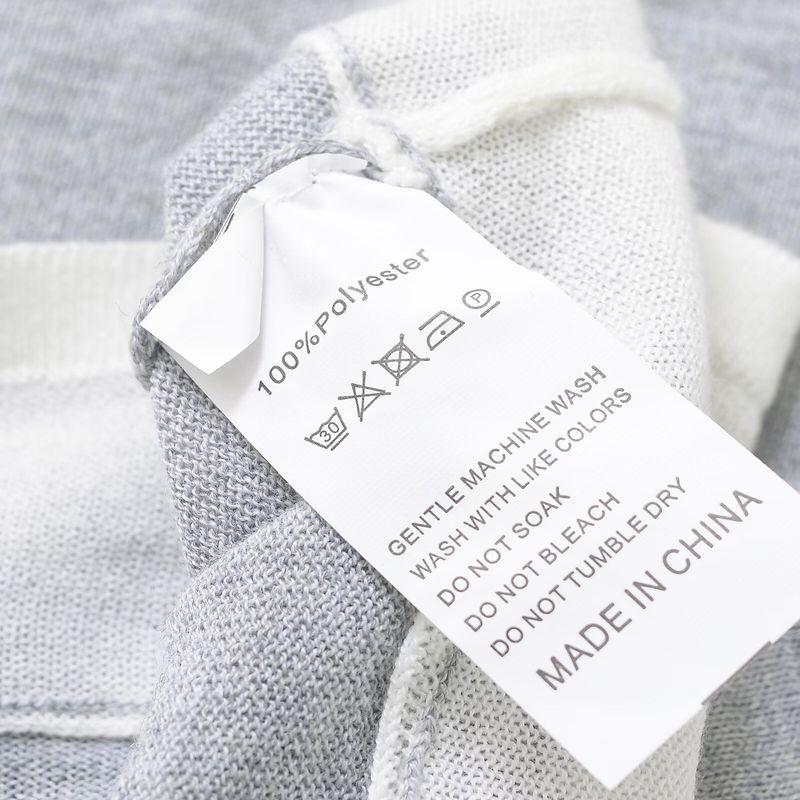 100%Polyester
30 P
GENTLE MACHINE WASH
WASH WITH LIKE COLORS
DO NOT SOAK
DO NOT BLEACH
DO NOT TUMBLE DRY
MADE IN CHINA